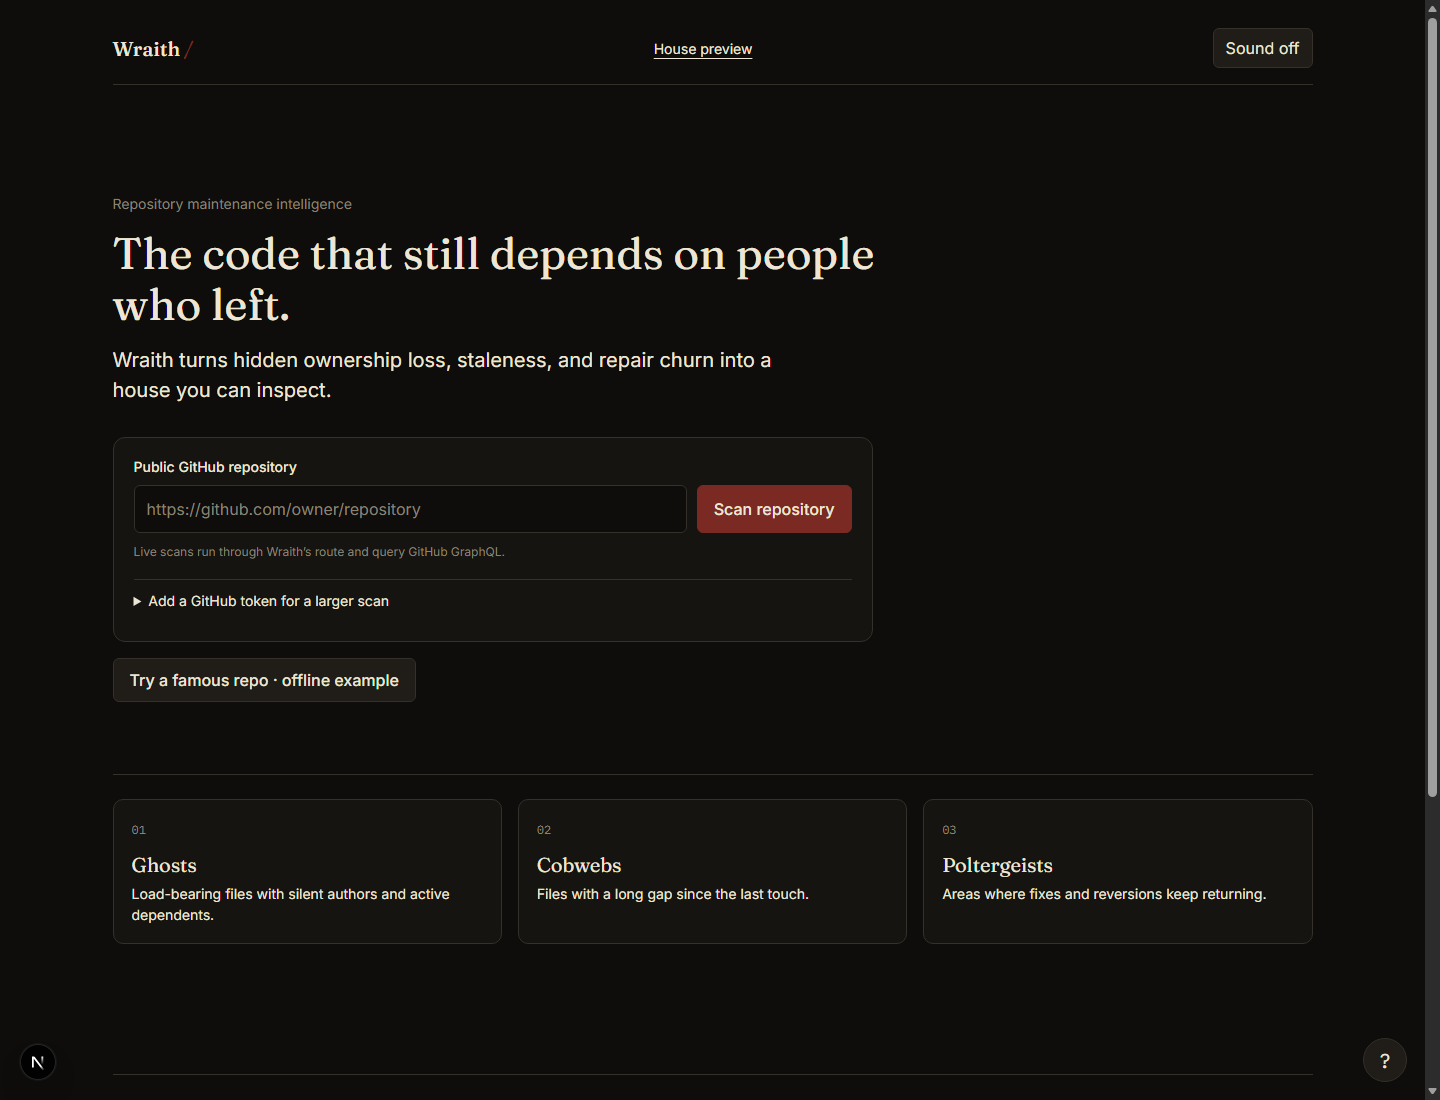 Wraith /
House preview
Sound off
Repository maintenance intelligence
The code that still depends on people
who left.
Wraith turns hidden ownership loss, staleness, and repair churn into a
house you can inspect.
Public GitHub repository
https://github.com/owner/repository
Scan repository
Live scans run through Wraith's route and query GitHub GraphQL.
Add a GitHub token for a larger scan
Try a famous repo · offline example
01
Ghosts
Load-bearing files with silent authors and active
dependents.
02
Cobwebs
Files with a long gap since the last touch.
03
Poltergeists
Areas where fixes and reversions keep returning.
N
?